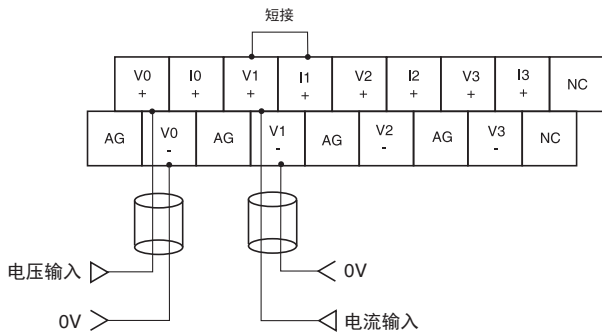 短接
V0 + I0 + V1 + I1 + V2 + I2 + V3 + I3 + NC
AG V0 - AG V1 - AG V2 - AG V3 - NC
电压输入 0V
0V 电流输入